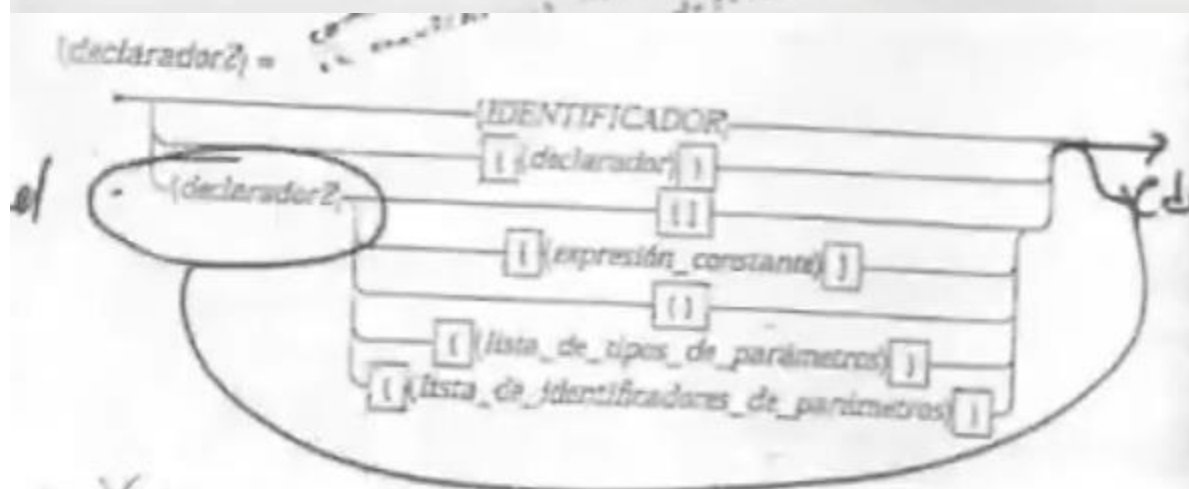 (declarador2) =
(IDENTIFICADOR)
( (declarador) )
(declarador2)
[ ]
[ (expresión_constante) ]
( )
( (lista_de_tipos_de_parámetros) )
( (lista_de_identificadores_de_parámetros) )